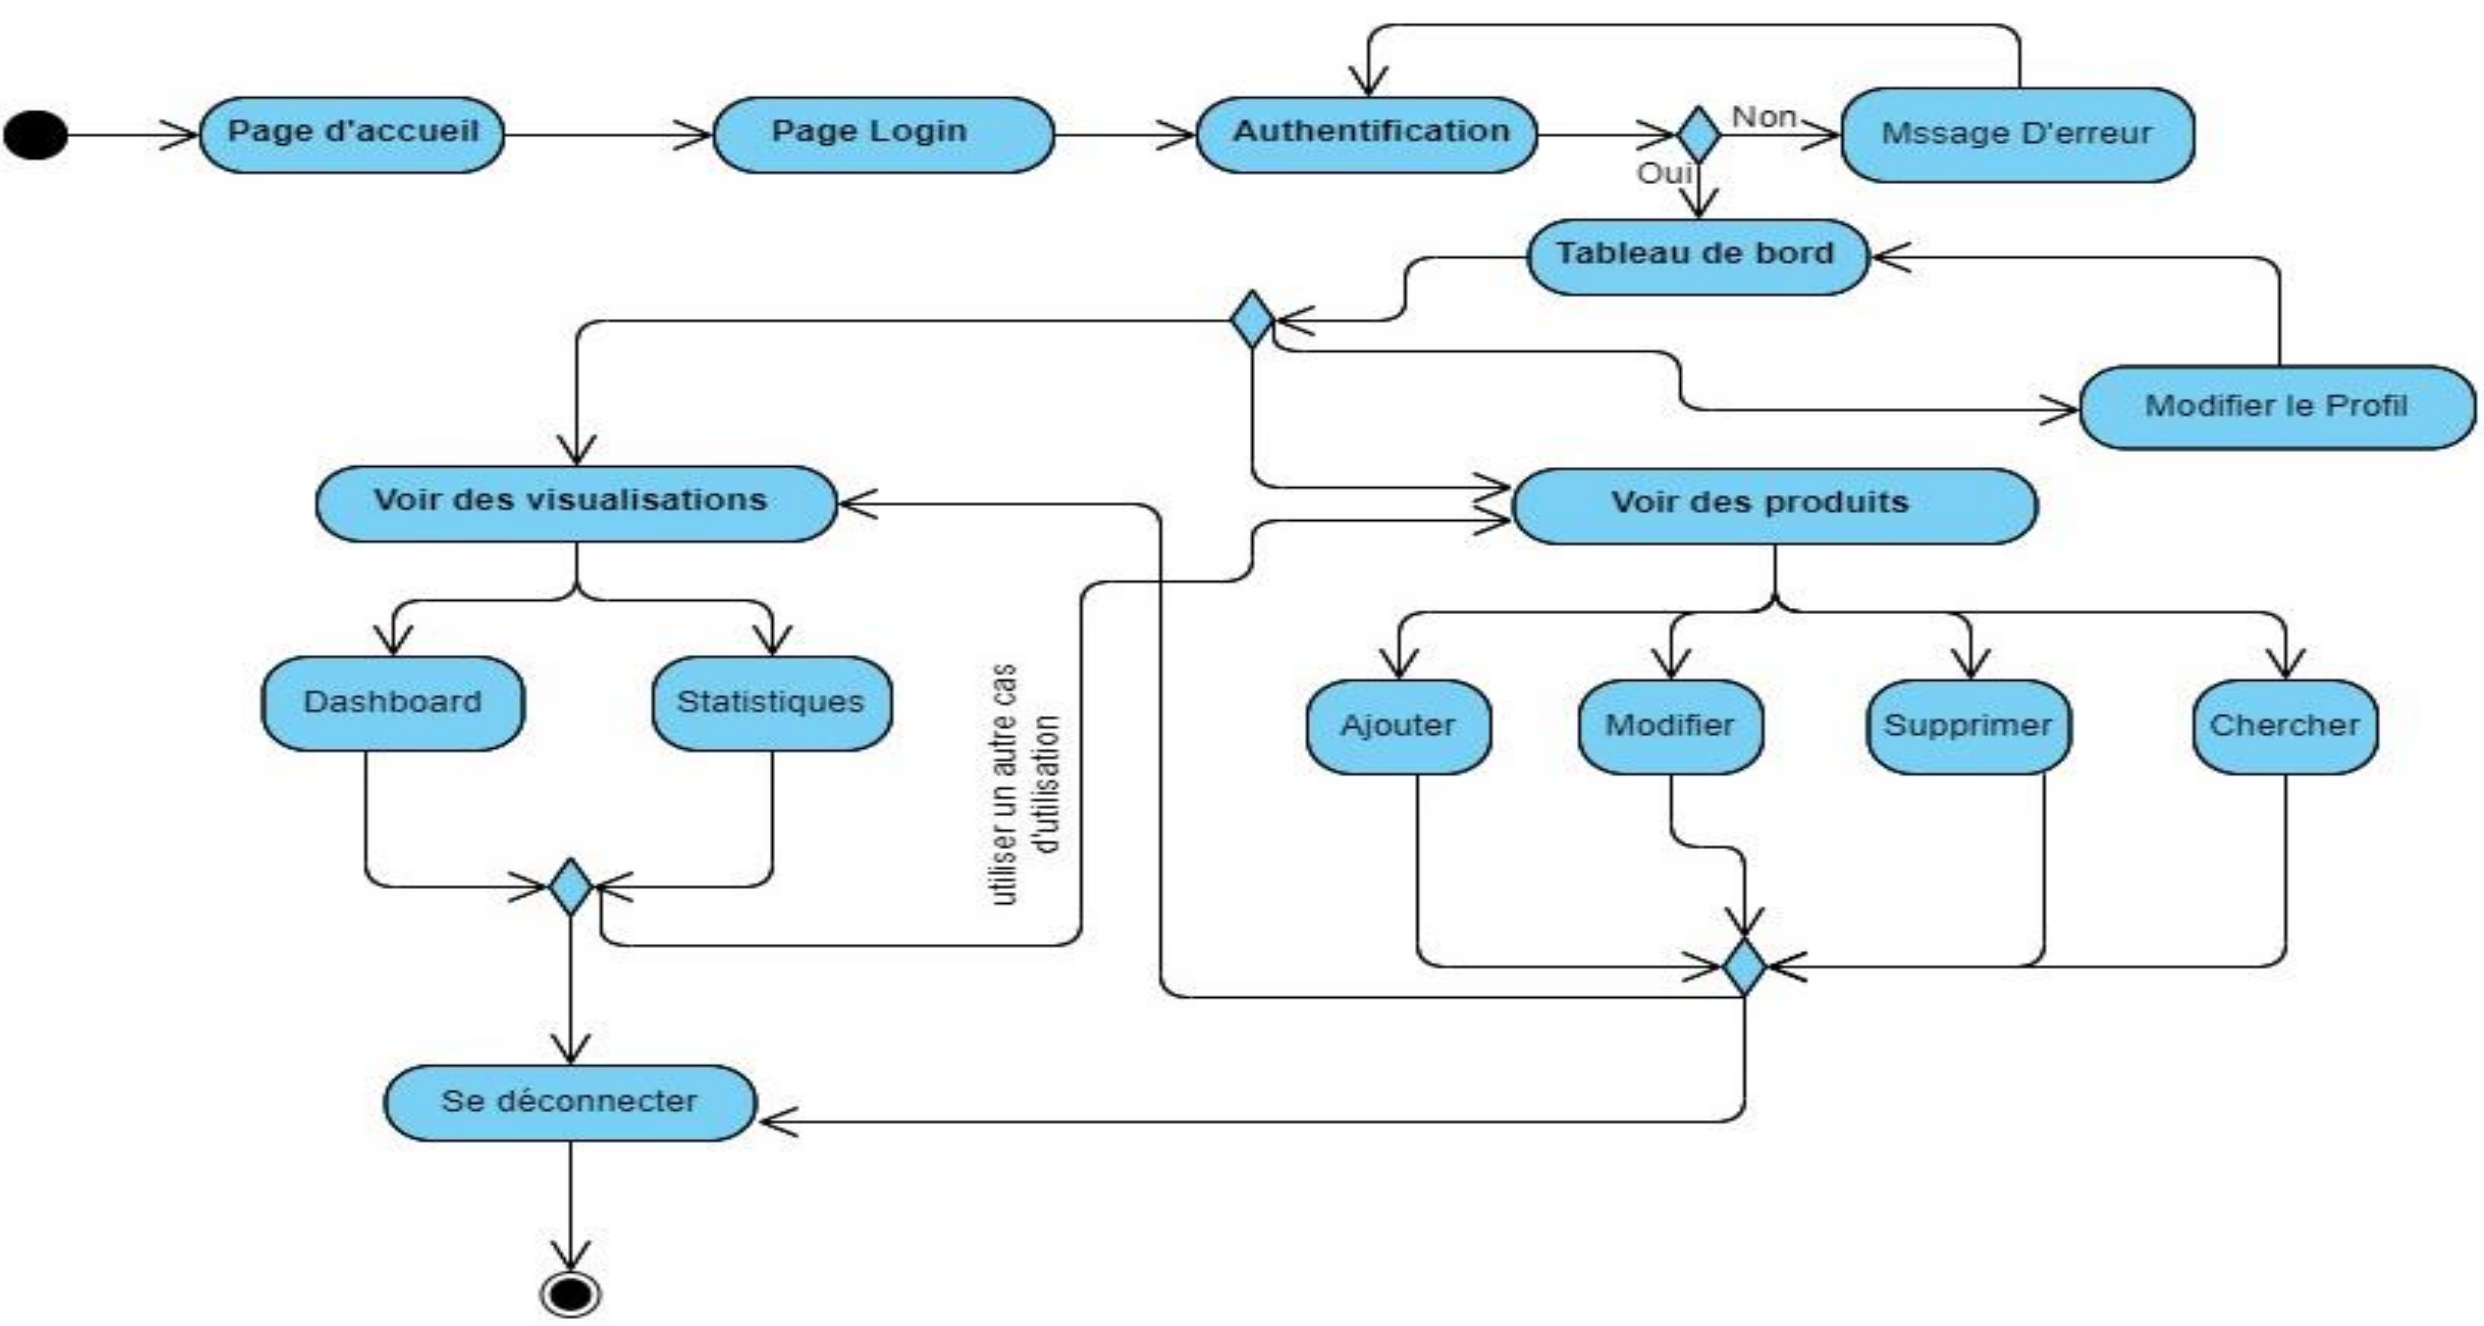 Page d'accueil
Page Login
Authentification
Non
Mssage D'erreur
Oui
Tableau de bord
Modifier le Profil
Voir des visualisations
Voir des produits
Dashboard
Statistiques
utiliser un autre cas
d'utilisation
Ajouter
Modifier
Supprimer
Chercher
Se déconnecter